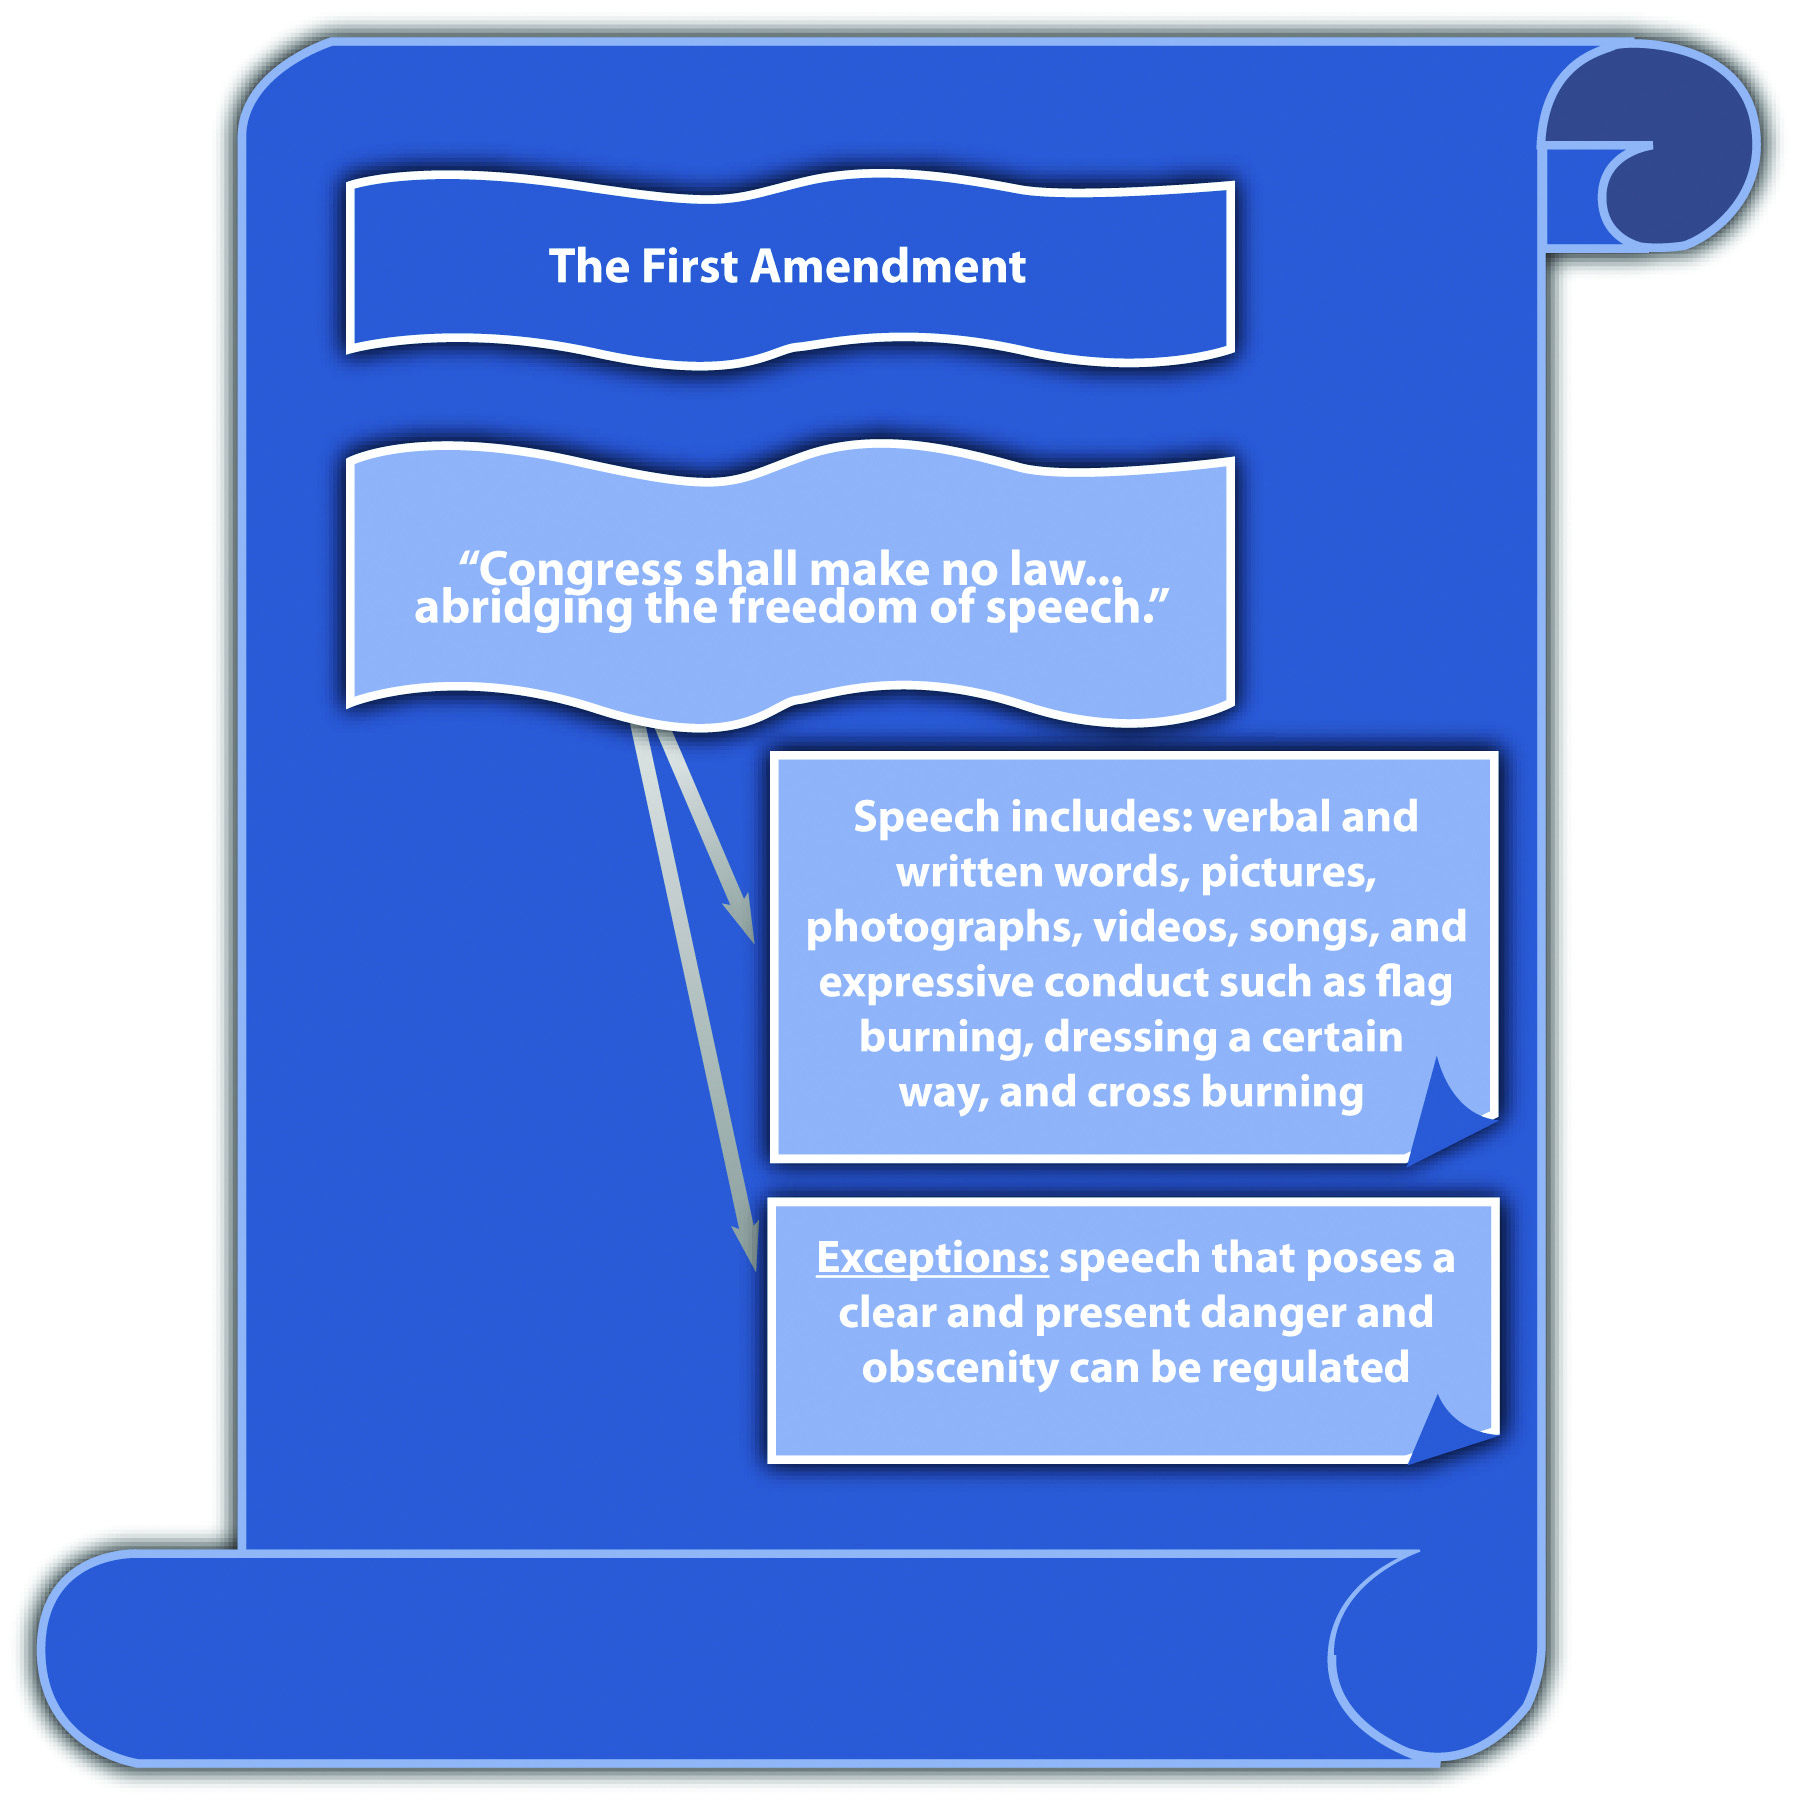 The First Amendment
“Congress shall make no law...
abridging the freedom of speech.”
Speech includes: verbal and
written words, pictures,
photographs, videos, songs, and
expressive conduct such as flag
burning, dressing a certain
way, and cross burning
Exceptions: speech that poses a
clear and present danger and
obscenity can be regulated